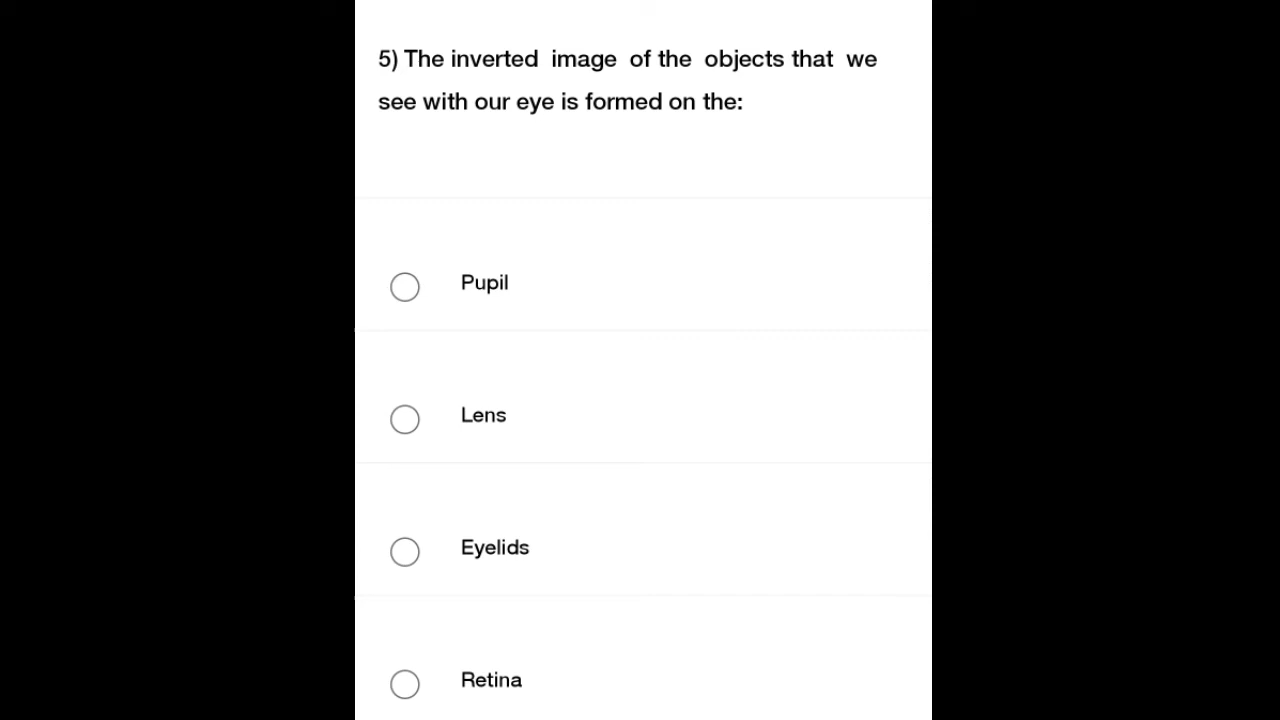 5) The inverted image of the objects that we
see with our eye is formed on the:
Pupil
Lens
Eyelids
Retina